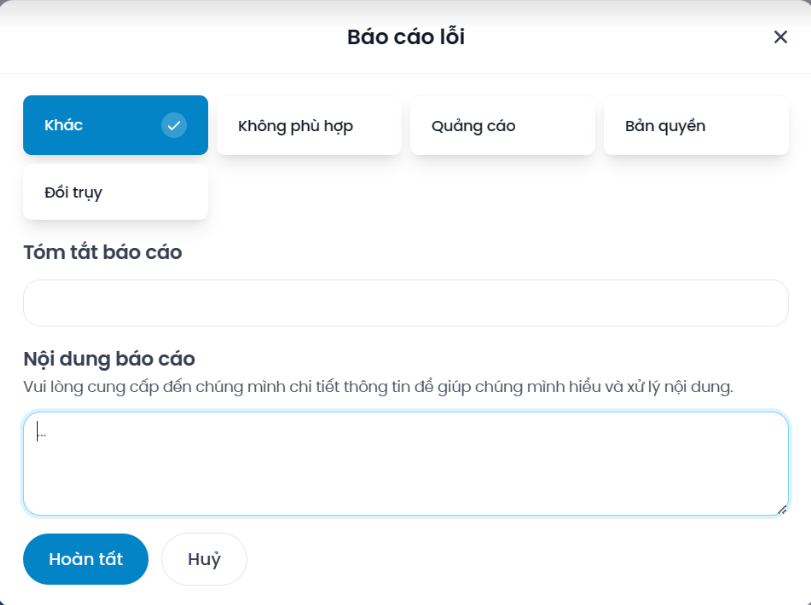 Báo cáo lỗi
Khác
Không phù hợp
Quảng cáo
Bản quyền
Đồi trụy
Tóm tắt báo cáo
Nội dung báo cáo
Vui lòng cung cấp đến chúng mình chi tiết thông tin để giúp chúng mình hiểu và xử lý nội dung.
...
Hoàn tất
Huỷ